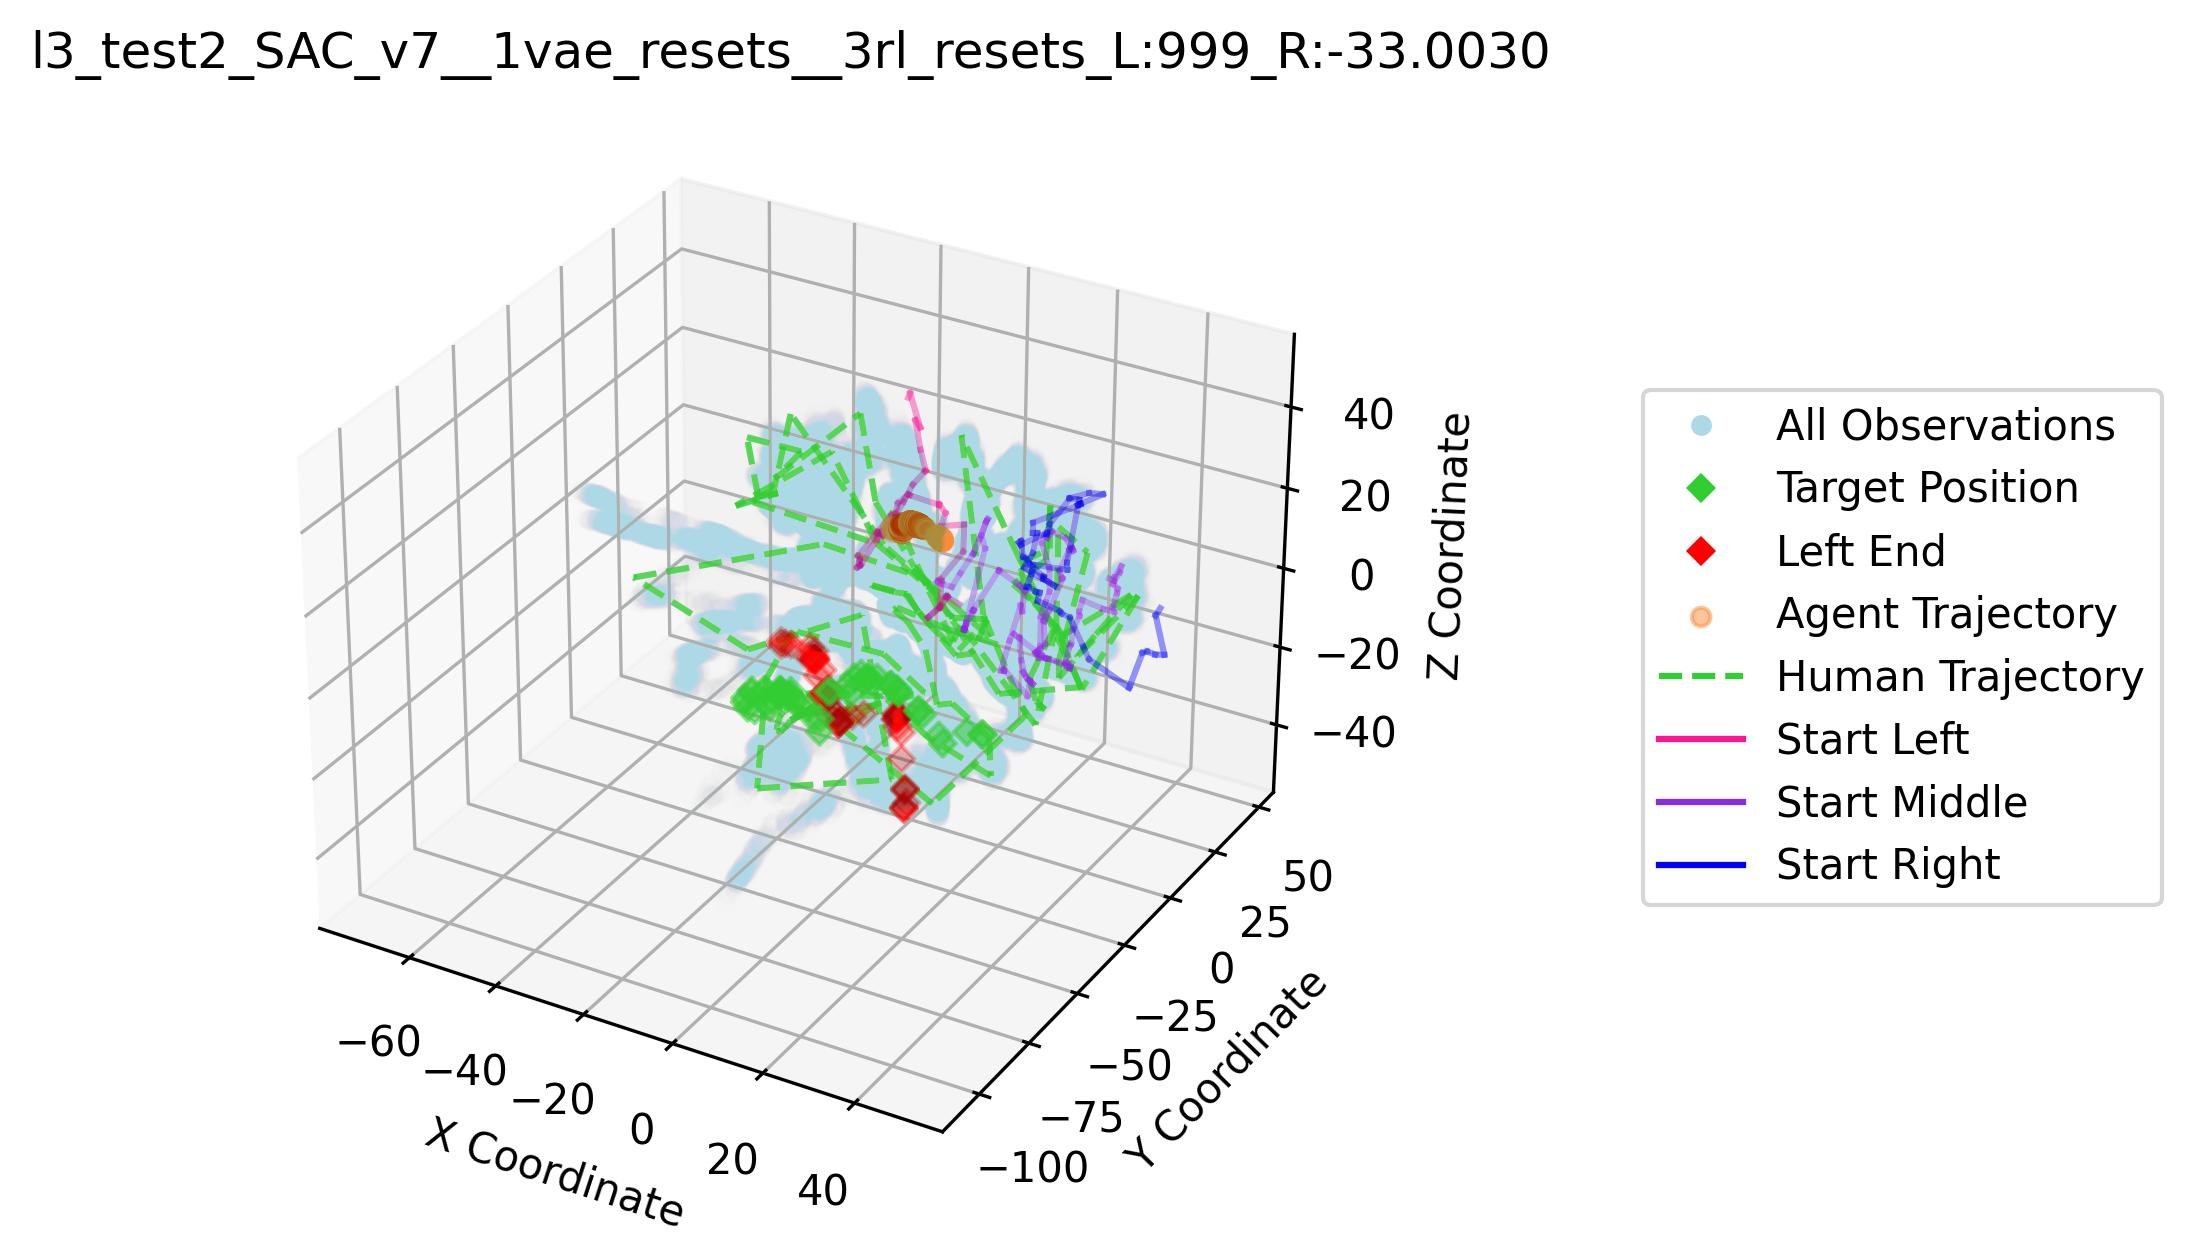 l3_test2_SAC_v7__1vae_resets__3rl_resets_L:999_R:-33.0030
40
20
0
−20
−40
Z Coordinate
50
25
0
−25
−50
−75
−100
Y Coordinate
−60
−40
−20
0
20
40
X Coordinate
All Observations
Target Position
Left End
Agent Trajectory
Human Trajectory
Start Left
Start Middle
Start Right